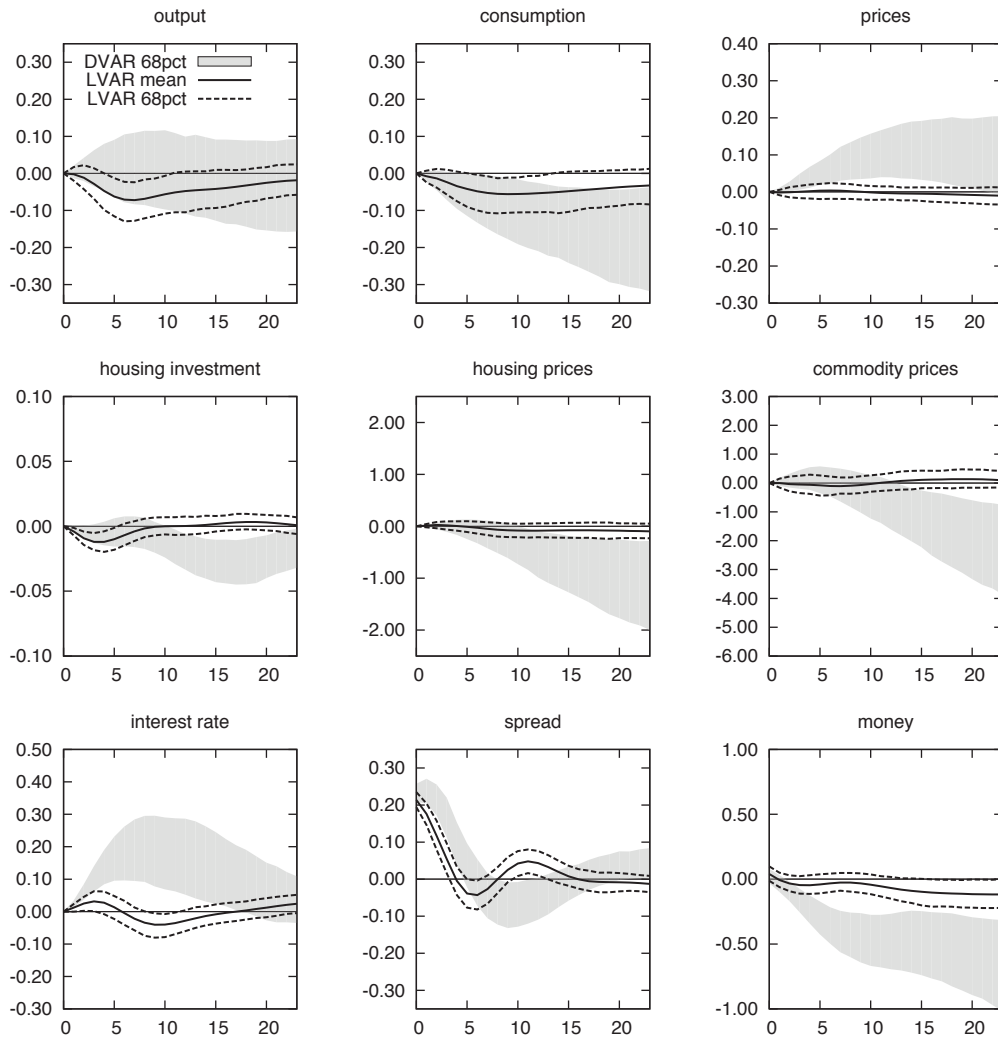 output consumption prices
0.30 0.30 0.40
DVAR 68pct
LVAR mean
LVAR 68pct
0.20 0.20 0.30
0.10 0.10 0.20
0.00 0.00 0.10
-0.10 -0.10 0.00
-0.20 -0.20 -0.10
-0.30 -0.30 -0.20
-0.30
0 5 10 15 20 0 5 10 15 20 0 5 10 15 20
housing investment housing prices commodity prices
0.10 2.00 3.00
0.05 1.00 2.00
0.00 0.00 1.00
-0.05 -1.00 0.00
-0.10 -2.00 -1.00
-2.00
-3.00
-4.00
-5.00
-6.00
0 5 10 15 20 0 5 10 15 20 0 5 10 15 20
interest rate spread money
0.50 0.30 1.00
0.40 0.20 0.50
0.30 0.10 0.00
0.20 0.00 -0.50
0.10 -0.10 -1.00
0.00 -0.20
-0.10 -0.30
-0.20
-0.30
0 5 10 15 20 0 5 10 15 20 0 5 10 15 20